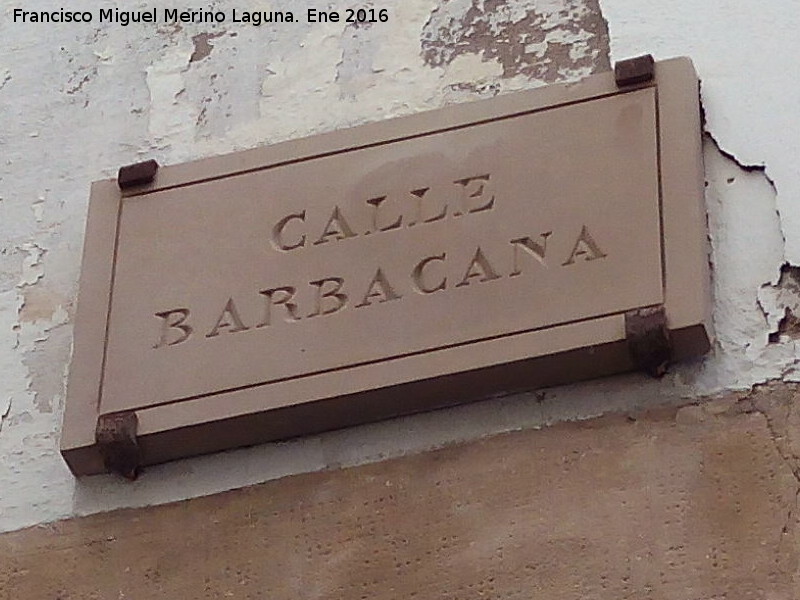 Francisco Miguel Merino Laguna. Ene 2016
CALLE
BARBACANA